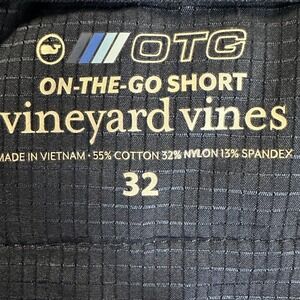 OTG
ON-THE-GO SHORT
vineyard vines
MADE IN VIETNAM • 55% COTTON 32% NYLON 13% SPANDEX
32